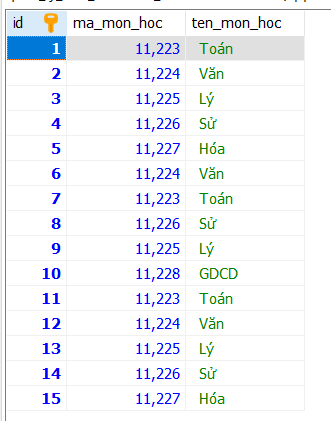 id ma_mon_hoc ten_mon_hoc
1 11,223 Toán
2 11,224 Văn
3 11,225 Lý
4 11,226 Sử
5 11,227 Hóa
6 11,224 Văn
7 11,223 Toán
8 11,226 Sử
9 11,225 Lý
10 11,228 GDCD
11 11,223 Toán
12 11,224 Văn
13 11,225 Lý
14 11,226 Sử
15 11,227 Hóa